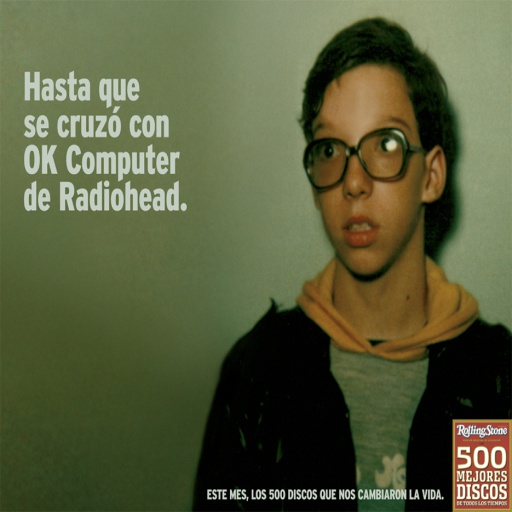 Hasta que
se cruzó con
OK Computer
de Radiohead.
RollingStone
500
MEJORES
DISCOS
DE TODOS LOS TIEMPOS
ESTE MES, LOS 500 DISCOS QUE NOS CAMBIARON LA VIDA.